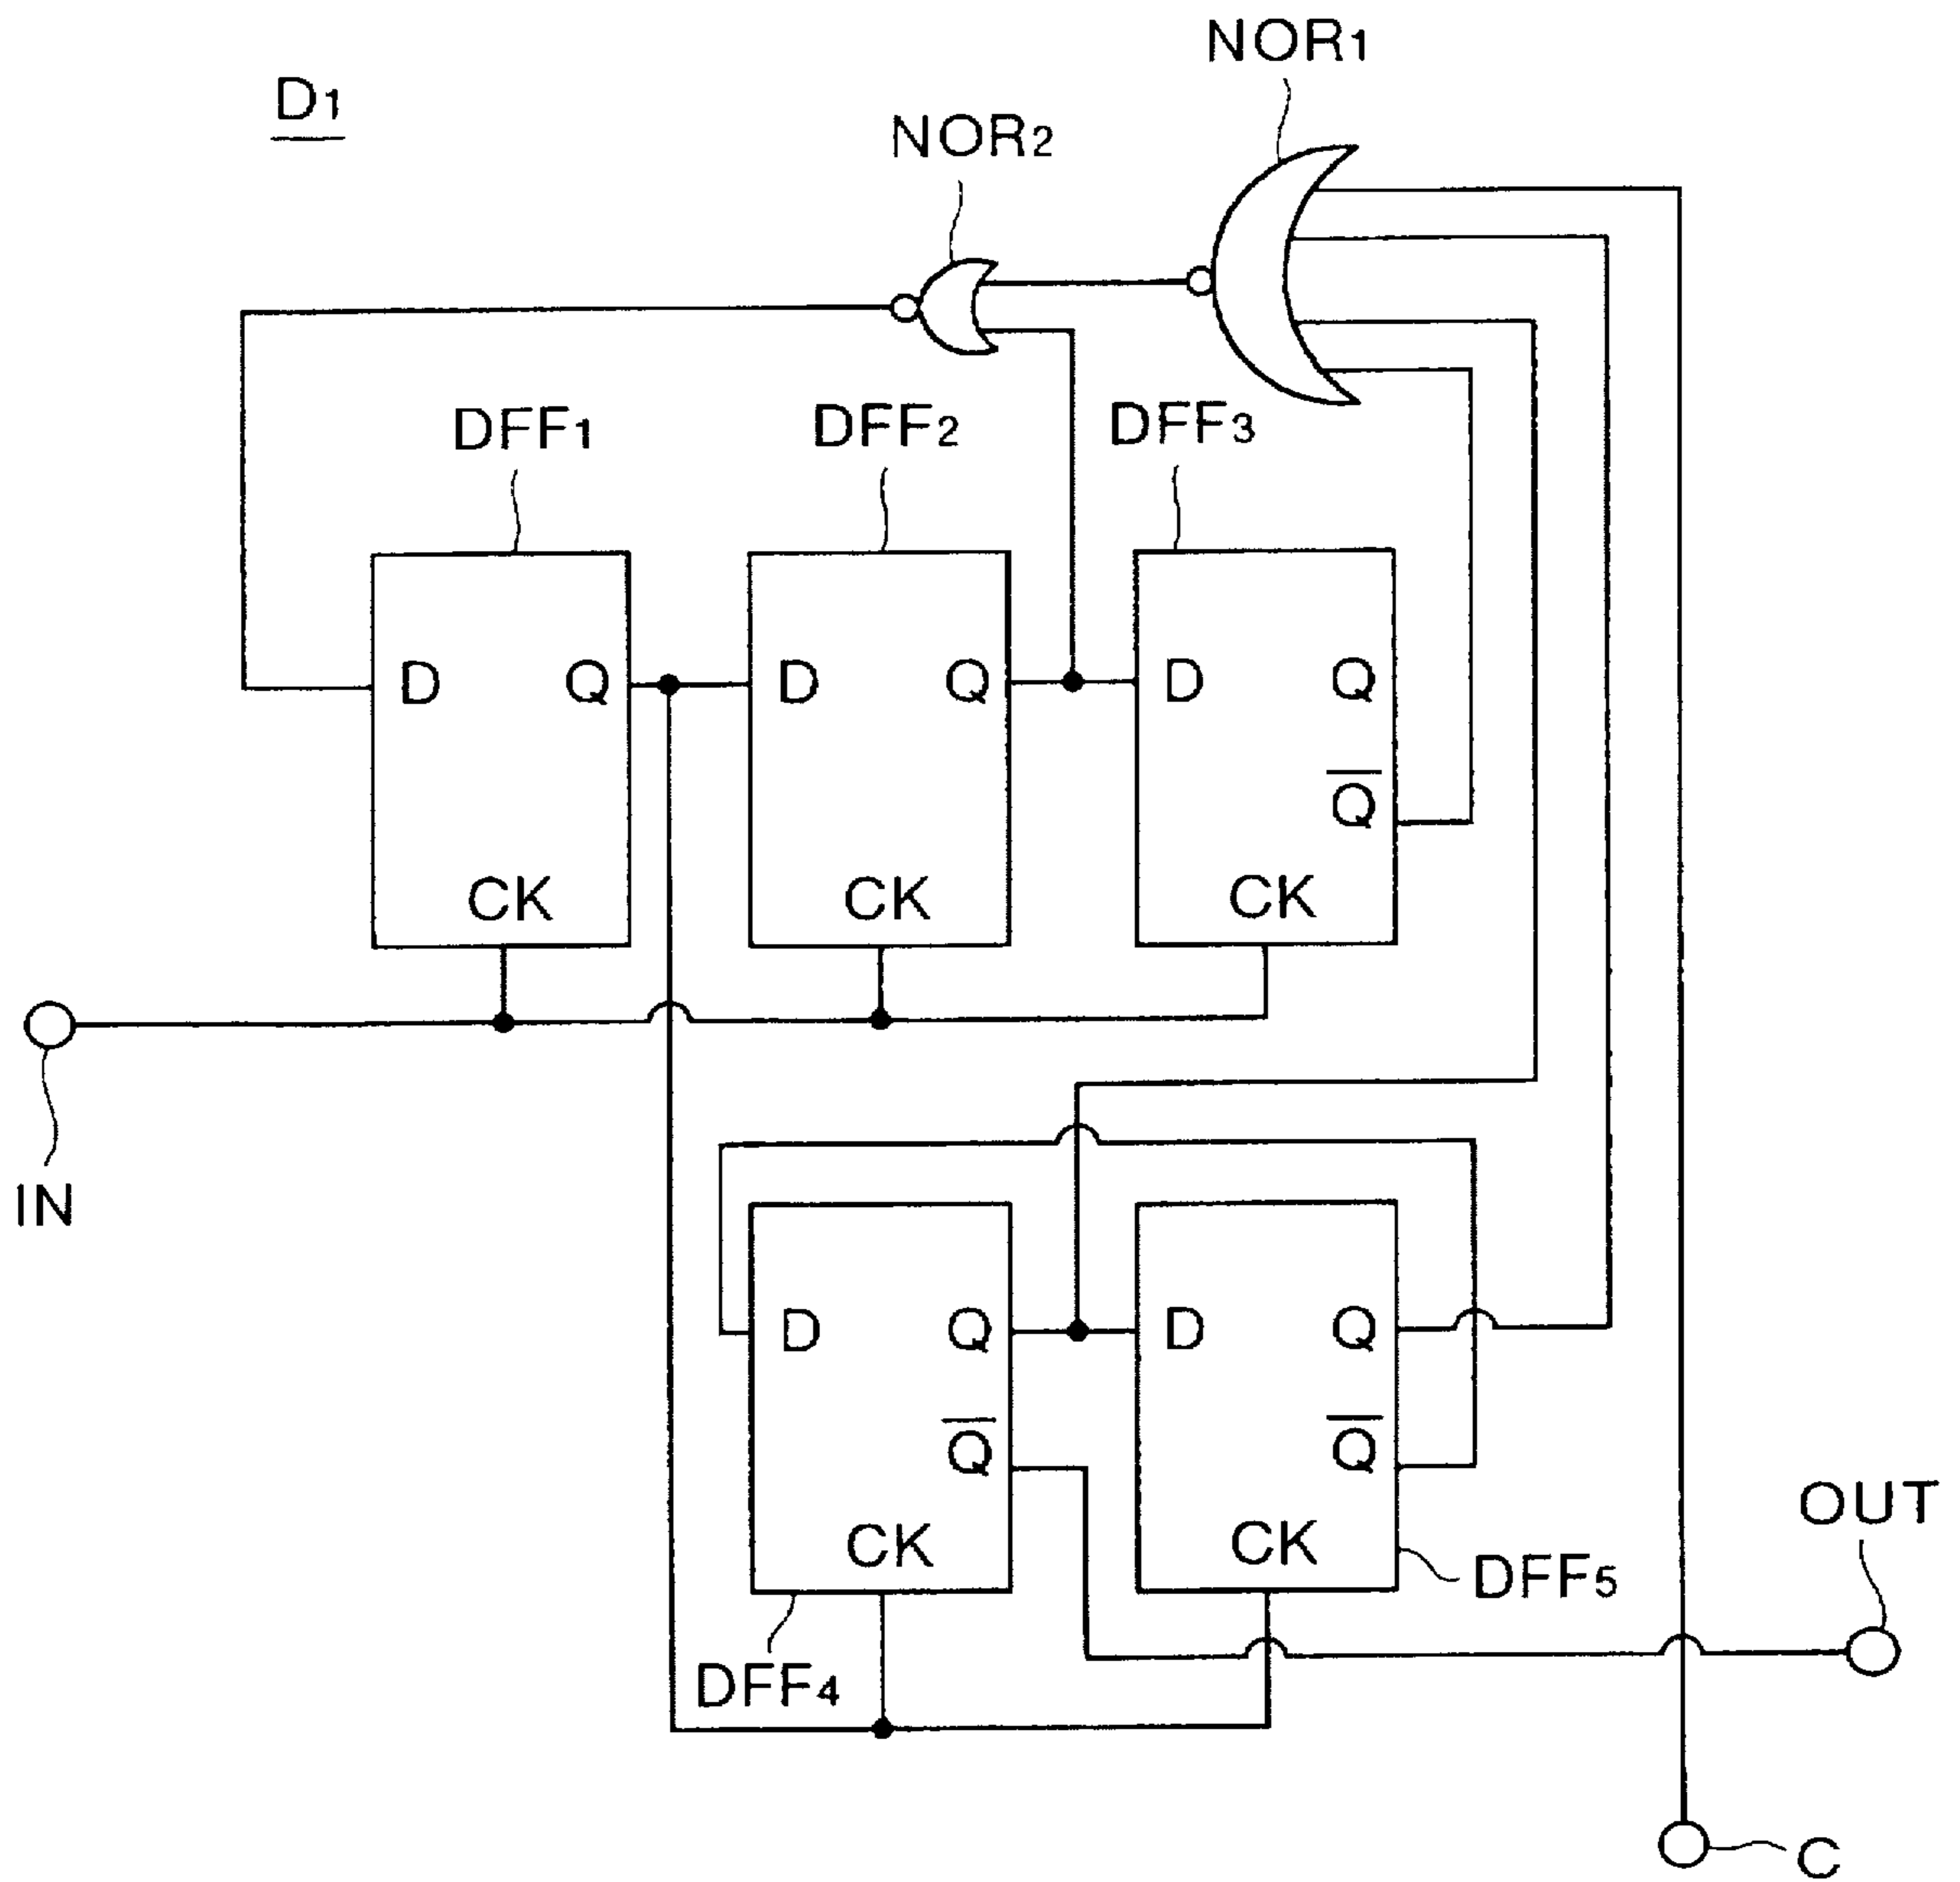 NOR1
D1
NOR2
DFF1
DFF2
DFF3
D Q
D Q
D Q
Q
CK
CK
CK
IN
D Q
D Q
Q
Q
OUT
CK
CK
DFF5
DFF4
C